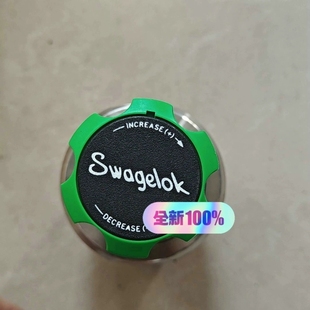 INCREASE(+)
Swagelok
全新100%
DECREASE(